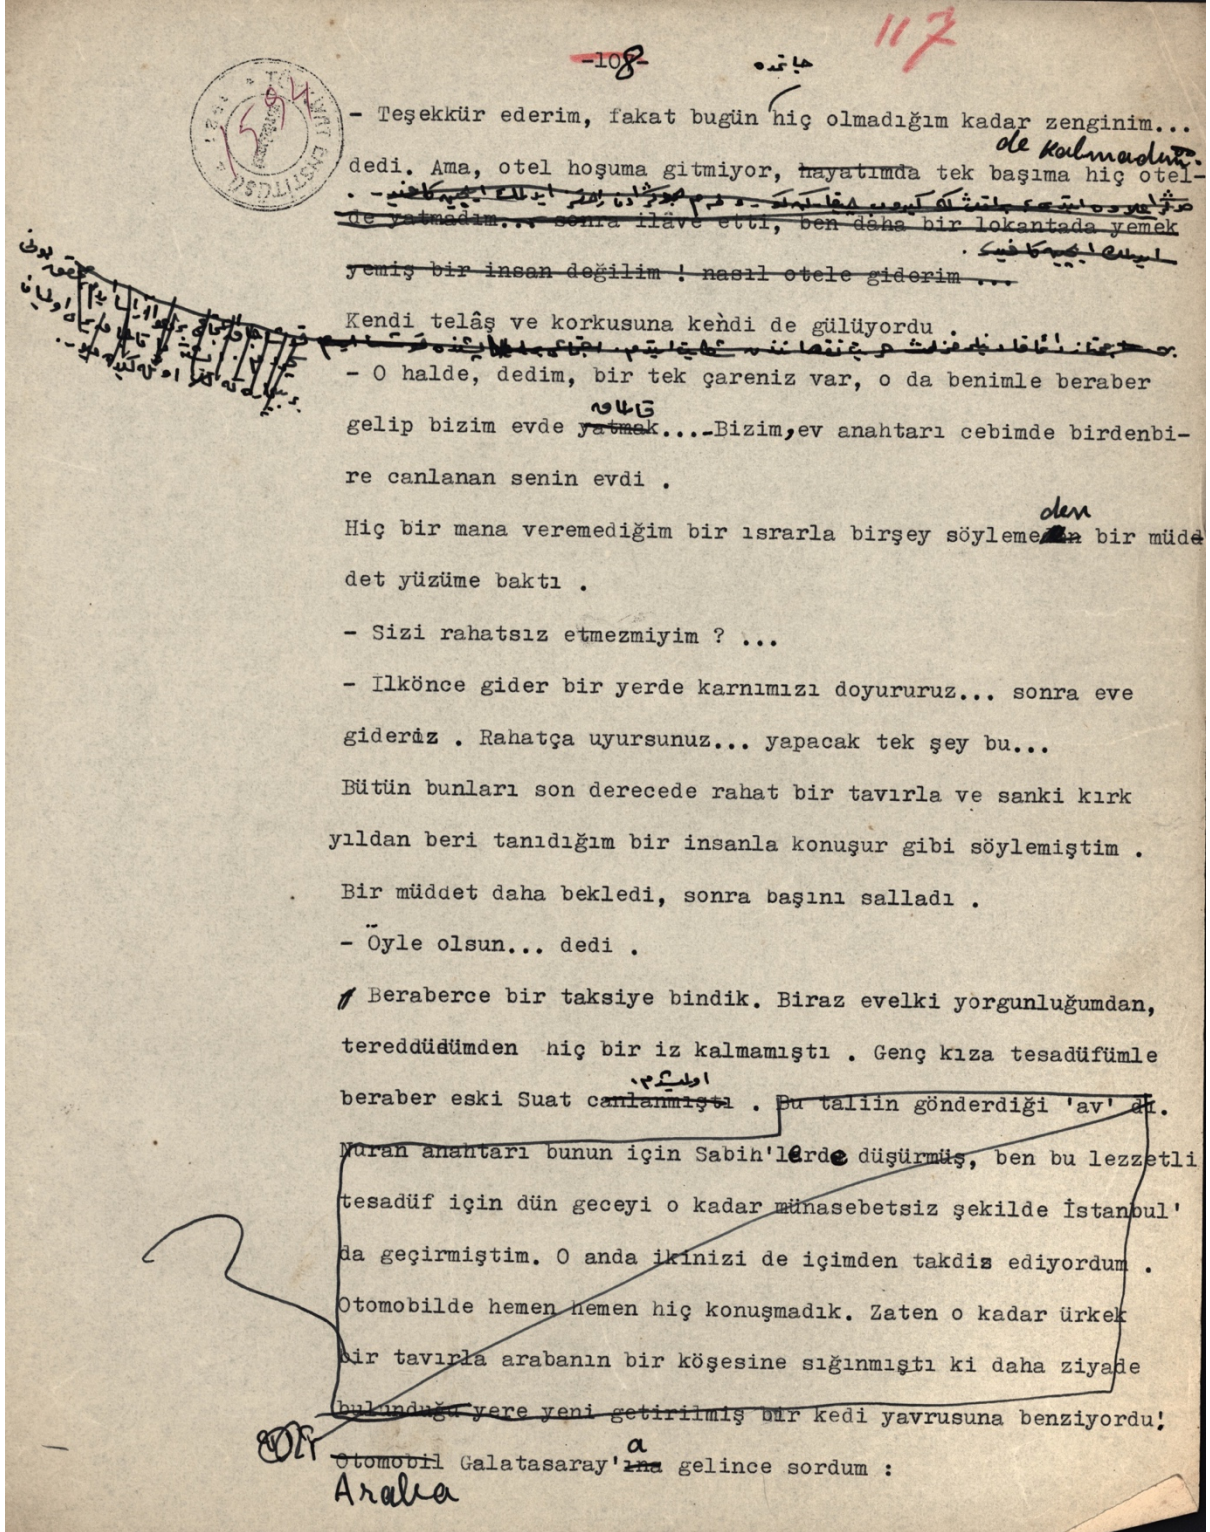 117
-108-
حیاتمده
- Teşekkür ederim, fakat bugün hiç olmadığım kadar zenginim...
de kalmadım.
dedi. Ama, otel hoşuma gitmiyor, hayatımda tek başıma hiç otel-
de yatmadım... sonra ilâve etti, ben daha bir lokantada yemek
yemiş bir insan değilim ! nasıl otele giderim ...
Kendi telâş ve korkusuna kendi de gülüyordu .
- O halde, dedim, bir tek çareniz var, o da benimle beraber
قالمق
gelip bizim evde yatmak....-Bizim,ev anahtarı cebimde birdenbi-
re canlanan senin evdi .
den
Hiç bir mana veremediğim bir ısrarla birşey söylemeden bir müdd
det yüzüme baktı .
- Sizi rahatsız etmezmiyim ? ...
- Ilkönce gider bir yerde karnımızı doyururuz... sonra eve
gideriz . Rahatça uyursunuz... yapacak tek şey bu...
Bütün bunları son derecede rahat bir tavırla ve sanki kırk
yıldan beri tanıdığım bir insanla konuşur gibi söylemiştim .
Bir müddet daha bekledi, sonra başını salladı .
- Öyle olsun... dedi .
Beraberce bir taksiye bindik. Biraz evelki yorgunluğumdan,
tereddüdümden hiç bir iz kalmamıştı . Genç kıza tesadüfümle
اولمشدم.
beraber eski Suat canlanmıştı . Bu taliin gönderdiği 'av' dı.
Nuran anahtarı bunun için Sabih'lerde düşürmüş, ben bu lezzetli
tesadüf için dün geceyi o kadar münasebetsiz şekilde İstanbul'
da geçirmiştim. O anda ikinizi de içimden takdis ediyordum .
Otomobilde hemen hemen hiç konuşmadık. Zaten o kadar ürkek
bir tavırla arabanın bir köşesine sığınmıştı ki daha ziyade
bulunduğu yere yeni getirilmiş bir kedi yavrusuna benziyordu!
a
Otomobil Galatasaray'ına gelince sordum :
Araba